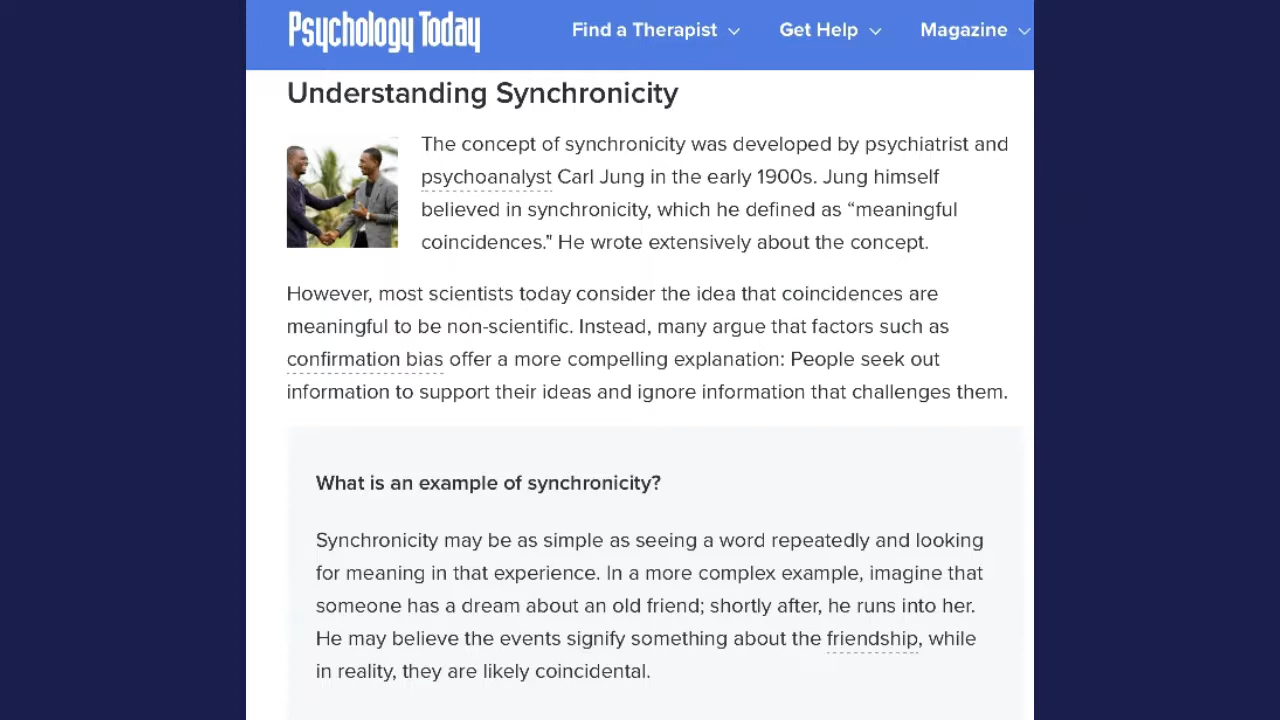 Psychology Today
Find a Therapist
Get Help
Magazine
Understanding Synchronicity
The concept of synchronicity was developed by psychiatrist and
psychoanalyst Carl Jung in the early 1900s. Jung himself
believed in synchronicity, which he defined as “meaningful
coincidences." He wrote extensively about the concept.
However, most scientists today consider the idea that coincidences are
meaningful to be non-scientific. Instead, many argue that factors such as
confirmation bias offer a more compelling explanation: People seek out
information to support their ideas and ignore information that challenges them.
What is an example of synchronicity?
Synchronicity may be as simple as seeing a word repeatedly and looking
for meaning in that experience. In a more complex example, imagine that
someone has a dream about an old friend; shortly after, he runs into her.
He may believe the events signify something about the friendship, while
in reality, they are likely coincidental.